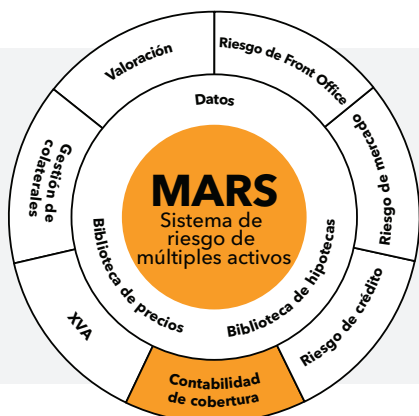 Valoración
Riesgo de Front Office
Riesgo de mercado
Riesgo de crédito
Contabilidad
de cobertura
XVA
Gestión de
colaterales
Datos
Biblioteca de hipotecas
Biblioteca de precios
MARS
Sistema de
riesgo de
múltiples activos